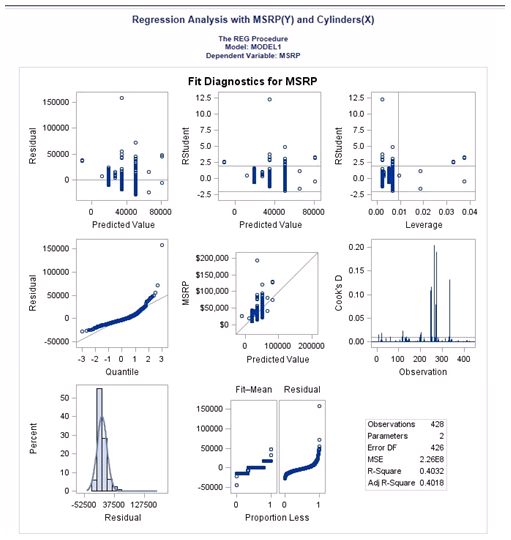 Regression Analysis with MSRP(Y) and Cylinders(X)
The REG Procedure
Model: MODEL1
Dependent Variable: MSRP
Fit Diagnostics for MSRP
Residual
150000
100000
50000
0
0 40000 80000
Predicted Value
RStudent
12.5
10.0
7.5
5.0
2.5
0.0
-2.5
0 40000 80000
Predicted Value
RStudent
12.5
10.0
7.5
5.0
2.5
0.0
-2.5
0.00 0.01 0.02 0.03 0.04
Leverage
Residual
150000
100000
50000
0
-50000
-3 -2 -1 0 1 2 3
Quantile
MSRP
$200,000
$150,000
$100,000
$50,000
$0
0 100000 200000
Predicted Value
Cook's D
0.20
0.15
0.10
0.05
0.00
0 100 200 300 400
Observation
Percent
50
40
30
20
10
0
-52500 37500 127500
Residual
Fit–Mean Residual
150000
100000
50000
0
-50000
0 1 0 1
Proportion Less
Observations 428
Parameters 2
Error DF 426
MSE 2.26E8
R-Square 0.4032
Adj R-Square 0.4018